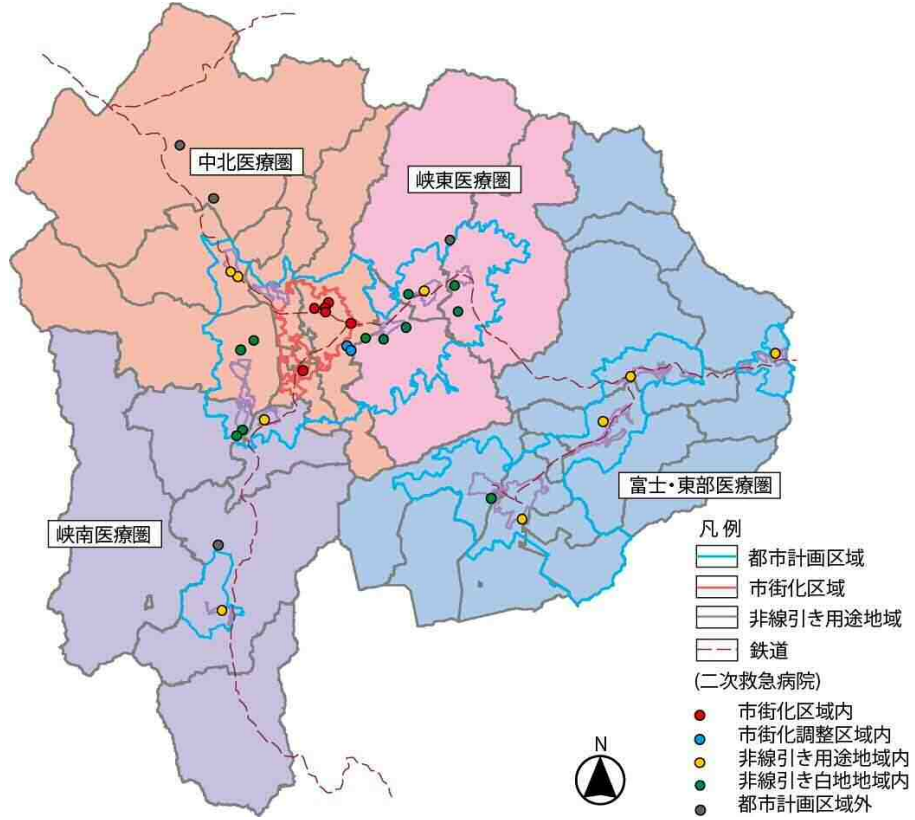 中北医療圏
峡東医療圏
峡南医療圏
富士・東部医療圏
凡 例
都市計画区域
市街化区域
非線引き用途地域
鉄道
(二次救急病院)
市街化区域内
市街化調整区域内
非線引き用途地域内
非線引き白地地域内
都市計画区域外
N